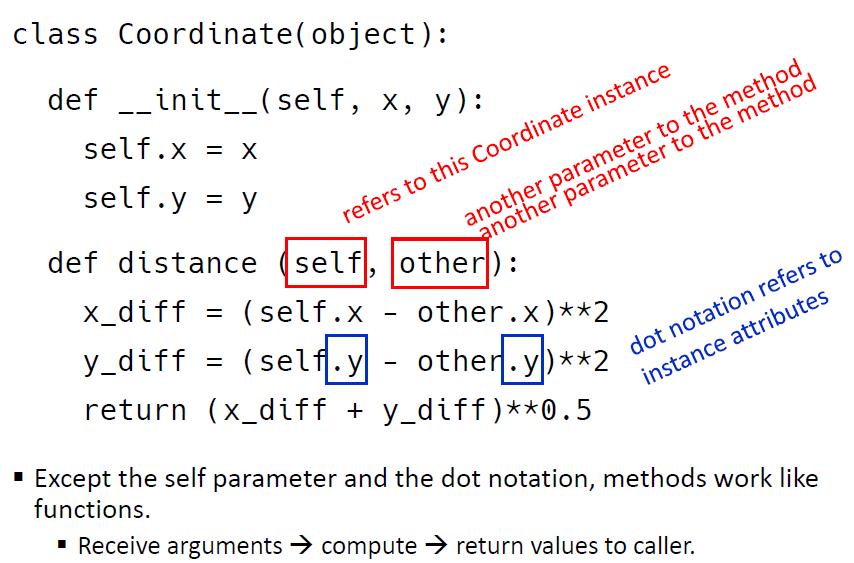 class Coordinate(object):
def __init__(self, x, y):
self.x = x
self.y = y
refers to this Coordinate instance
another parameter to the method
another parameter to the method
def distance (self, other):
x_diff = (self.x - other.x)**2
y_diff = (self.y - other.y)**2
return (x_diff + y_diff)**0.5
dot notation refers to
instance attributes
▪ Except the self parameter and the dot notation, methods work like
functions.
▪ Receive arguments → compute → return values to caller.